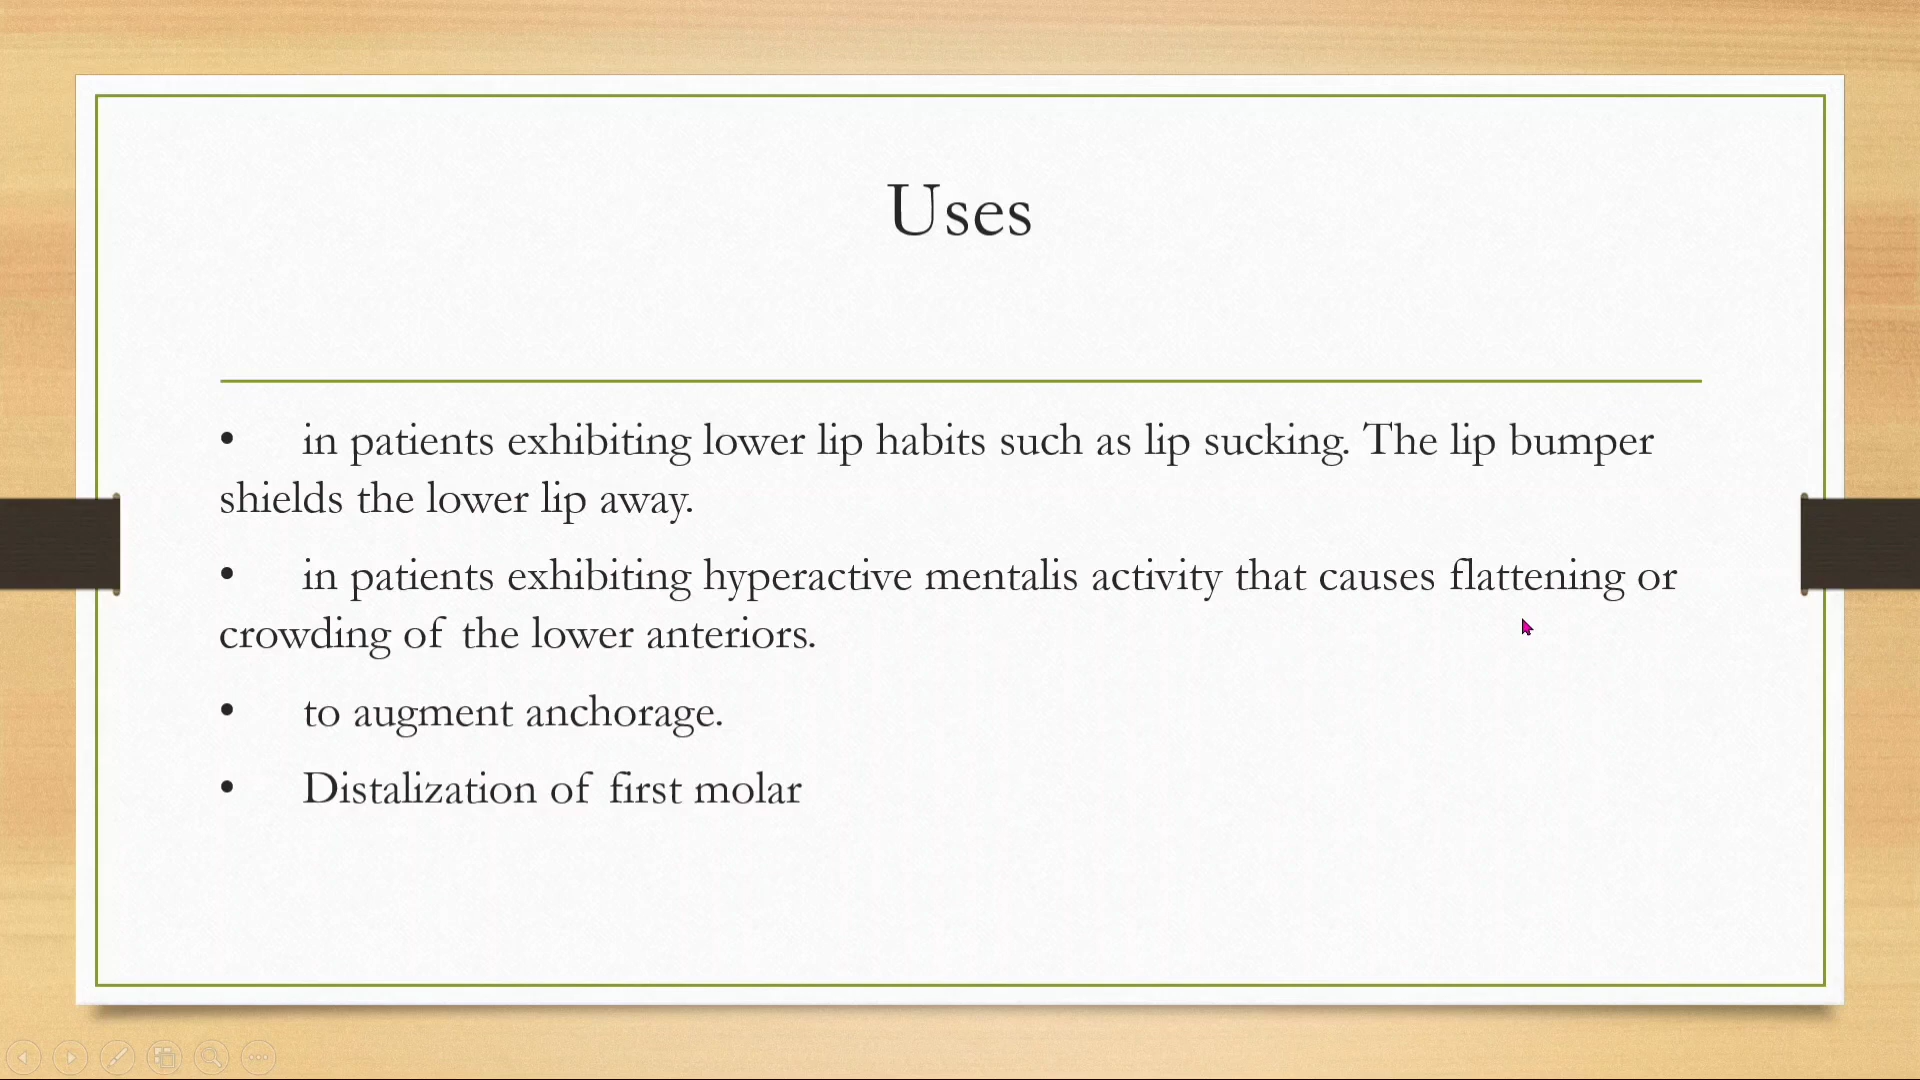 Uses
• in patients exhibiting lower lip habits such as lip sucking. The lip bumper
shields the lower lip away.
• in patients exhibiting hyperactive mentalis activity that causes flattening or
crowding of the lower anteriors.
• to augment anchorage.
• Distalization of first molar